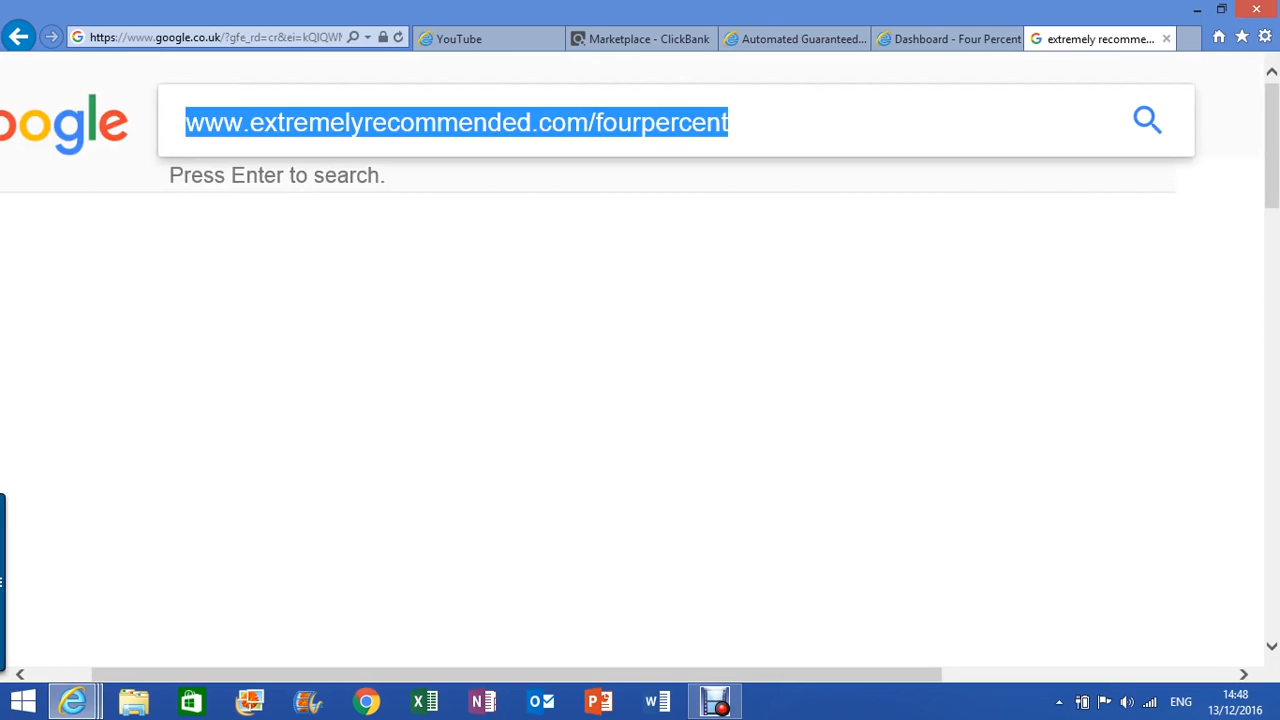 https://www.google.co.uk/?gfe_rd=cr&ei=kQIQWM
YouTube
Marketplace - ClickBank
Automated Guaranteed...
Dashboard - Four Percent
extremely recomme...
oogle
www.extremelyrecommended.com/fourpercent
Press Enter to search.
ENG
14:48
13/12/2016